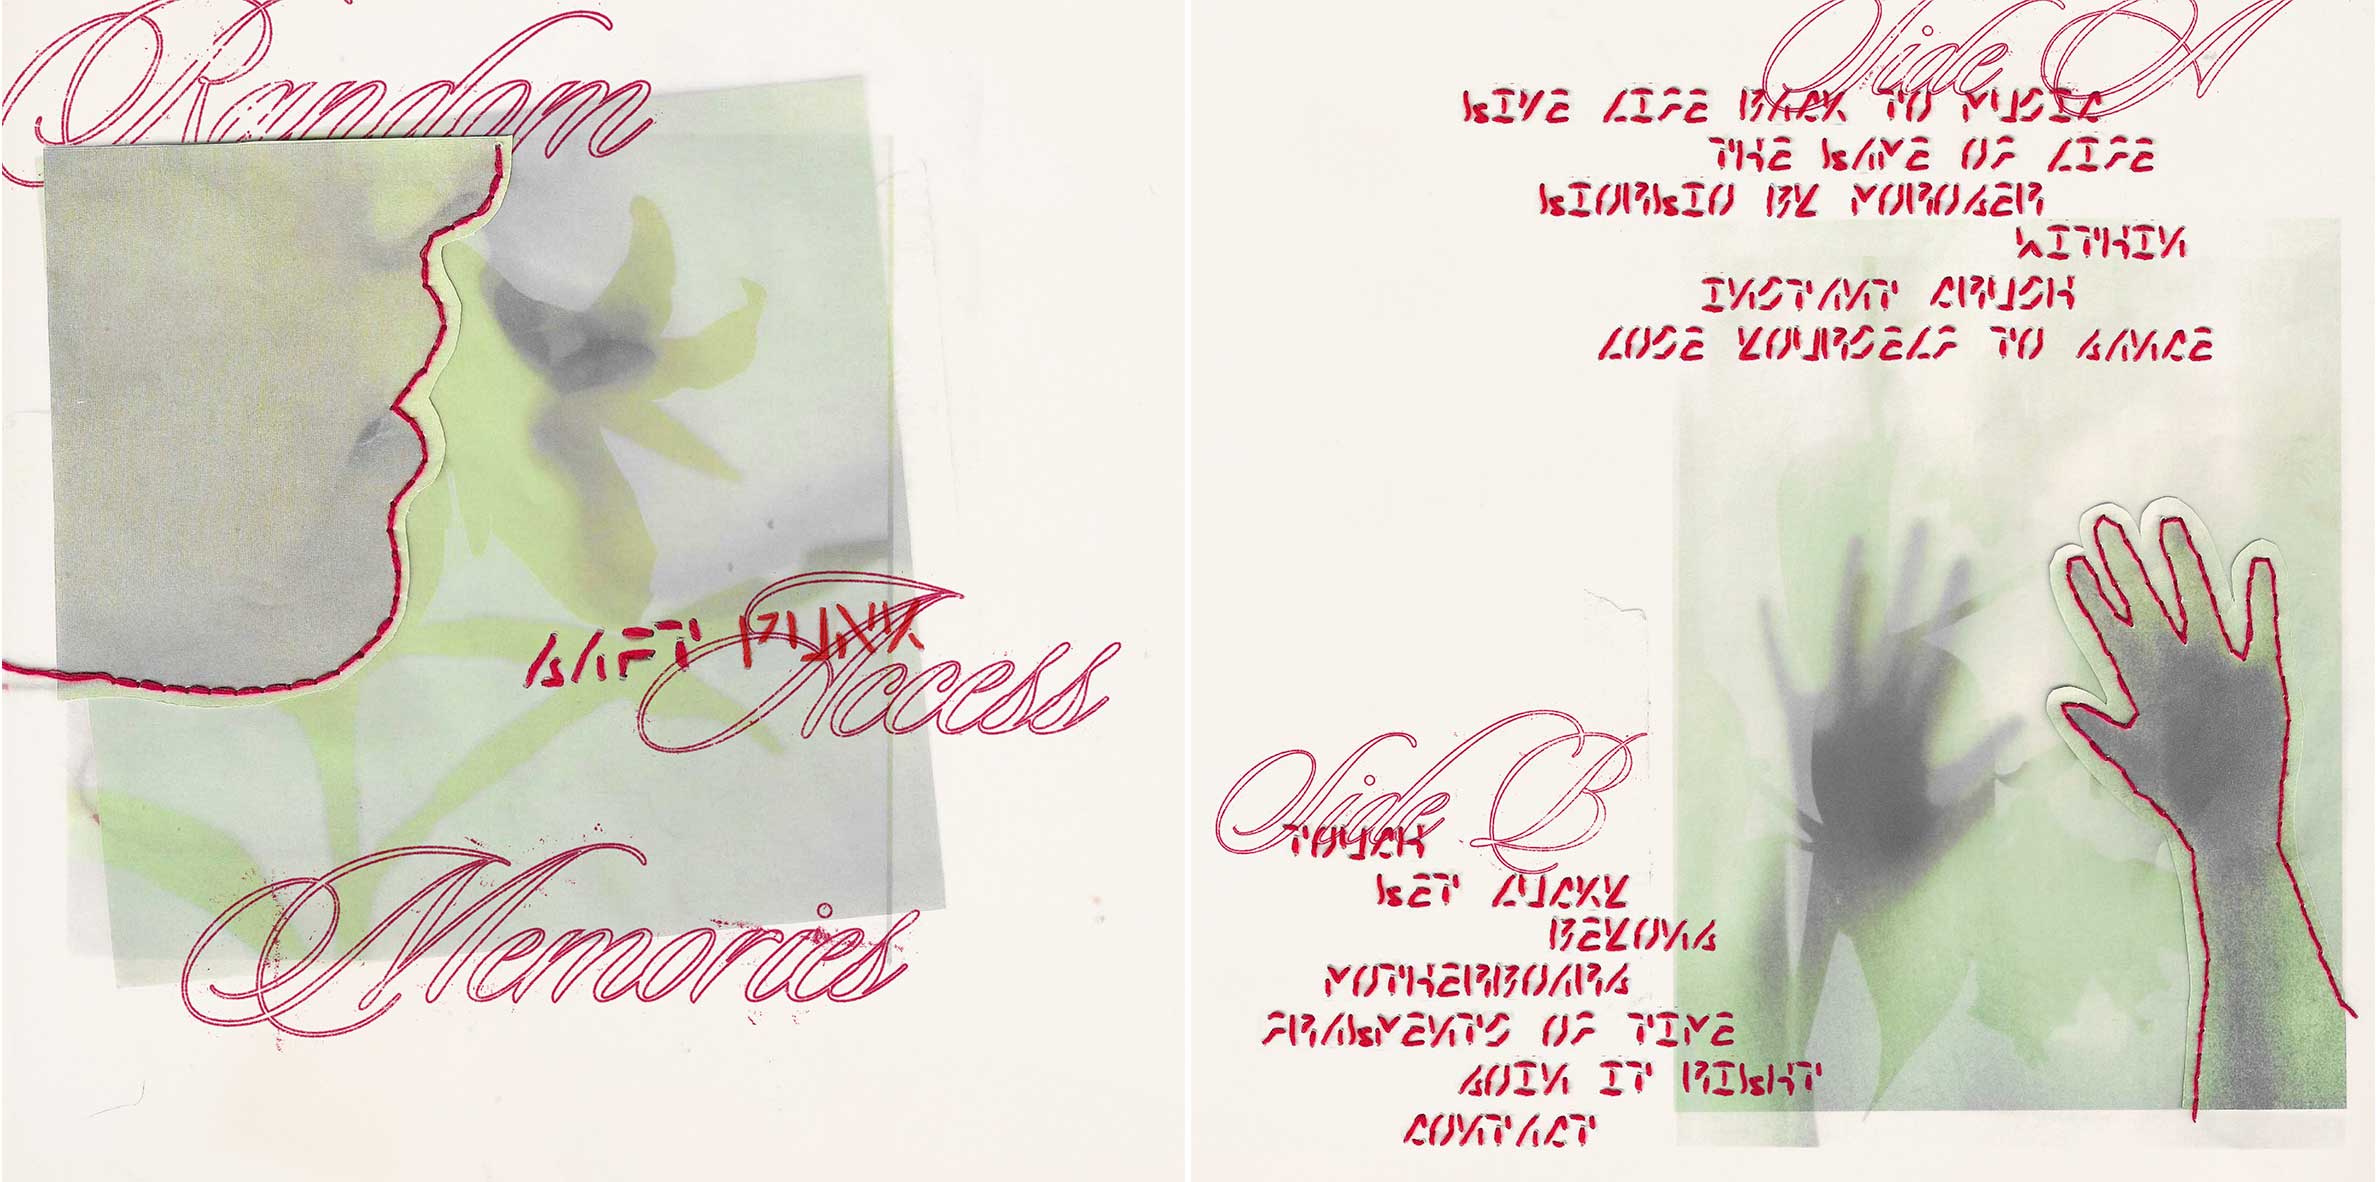 Random
DAFT PUNK
Access
Memories
Side A
GIVE LIFE BACK TO MUSIC
THE GAME OF LIFE
GIORGIO BY MORODER
WITHIN
INSTANT CRUSH
LOSE YOURSELF TO DANCE
Side B
TOUCH
GET LUCKY
BEYOND
MOTHERBOARD
FRAGMENTS OF TIME
DOIN IT RIGHT
CONTACT